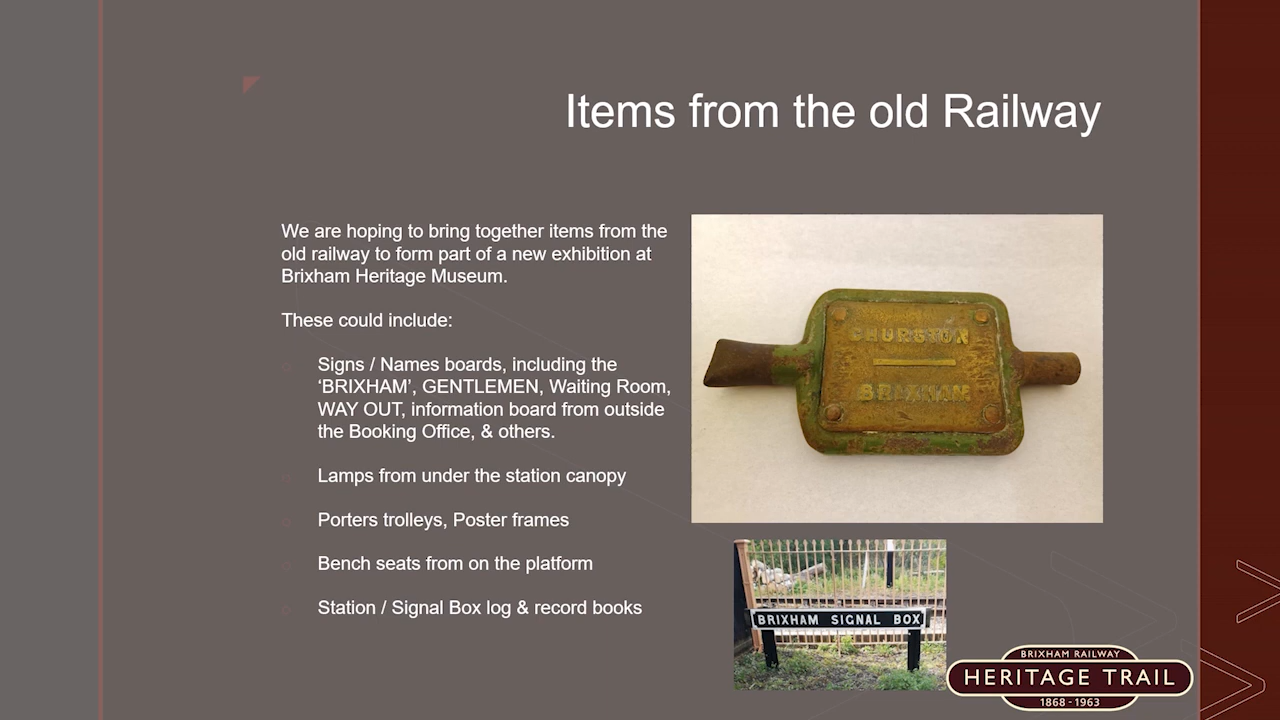 Items from the old Railway
We are hoping to bring together items from the
old railway to form part of a new exhibition at
Brixham Heritage Museum.
These could include:
Signs / Names boards, including the
‘BRIXHAM’, GENTLEMEN, Waiting Room,
WAY OUT, information board from outside
the Booking Office, & others.
Lamps from under the station canopy
Porters trolleys, Poster frames
Bench seats from on the platform
Station / Signal Box log & record books
CHURSTON
BRIXHAM
BRIXHAM SIGNAL BOX
BRIXHAM RAILWAY
HERITAGE TRAIL
1868 - 1963